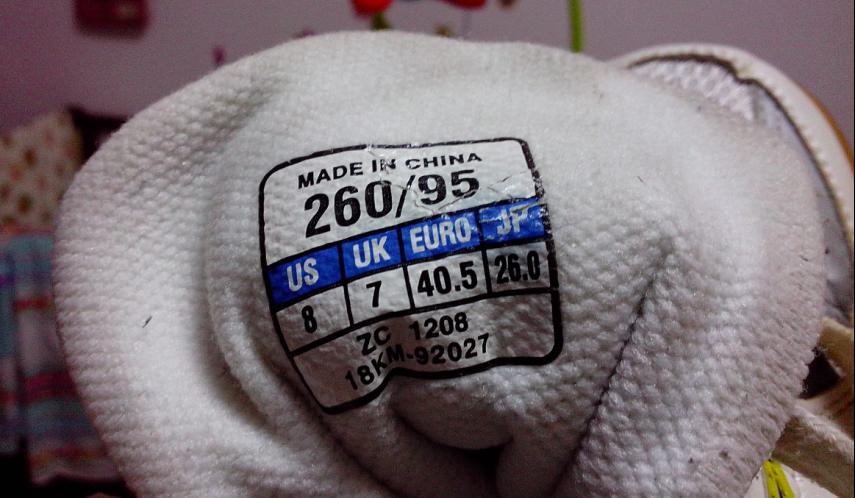 MADE IN CHINA
260/95
US UK EURO JP
8 7 40.5 26.0
ZC 1208
18KM-92027